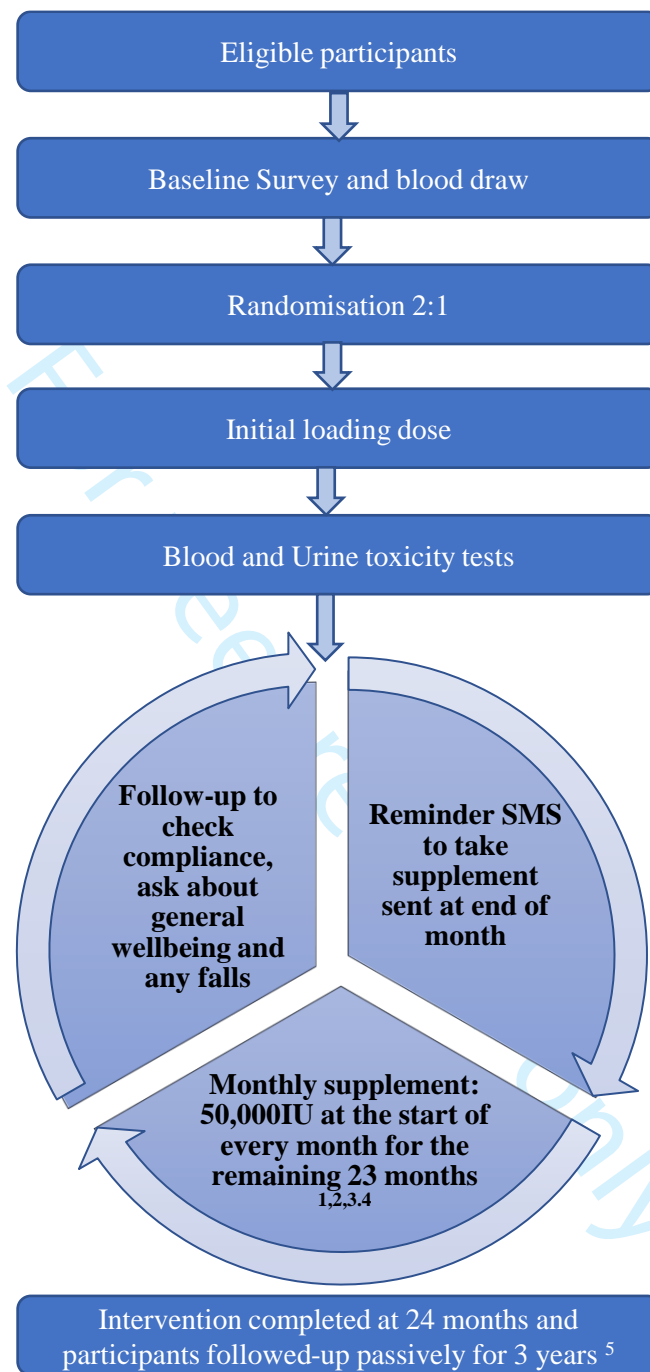 Eligible participants
Baseline Survey and blood draw
Randomisation 2:1
Initial loading dose
Blood and Urine toxicity tests
Follow-up to
check
compliance,
ask about
general
wellbeing and
any falls
Reminder SMS
to take
supplement
sent at end of
month
Monthly supplement:
50,000IU at the start of
every month for the
remaining 23 months
1,2,3.4
Intervention completed at 24 months and
participants followed-up passively for 3 years 5